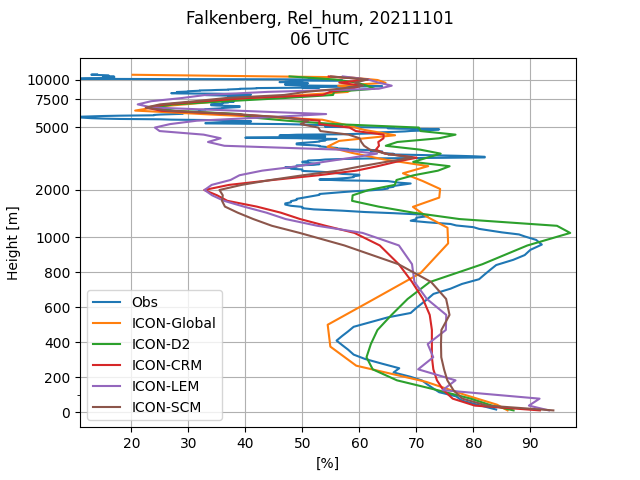 Falkenberg, Rel_hum, 20211101
06 UTC
Height [m]
10000
7500
5000
2000
1000
800
600
400
200
0
Obs
ICON-Global
ICON-D2
ICON-CRM
ICON-LEM
ICON-SCM
20 30 40 50 60 70 80 90
[%]